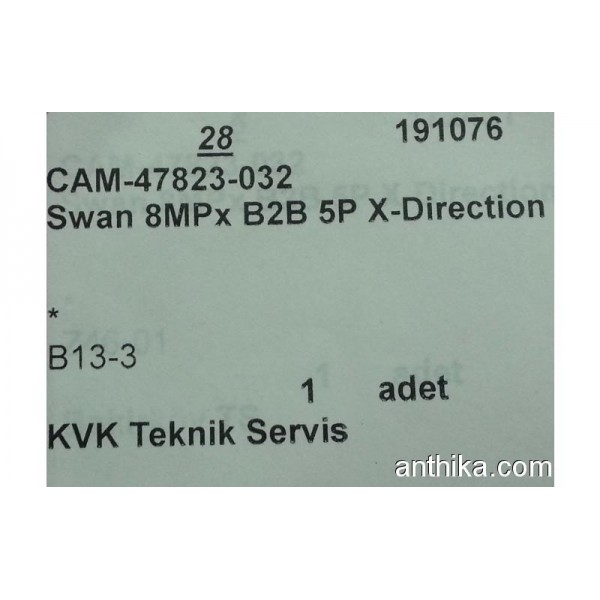 28 191076
CAM-47823-032
Swan 8MPx B2B 5P X-Direction
*
B13-3
1 adet
KVK Teknik Servis
anthika.com